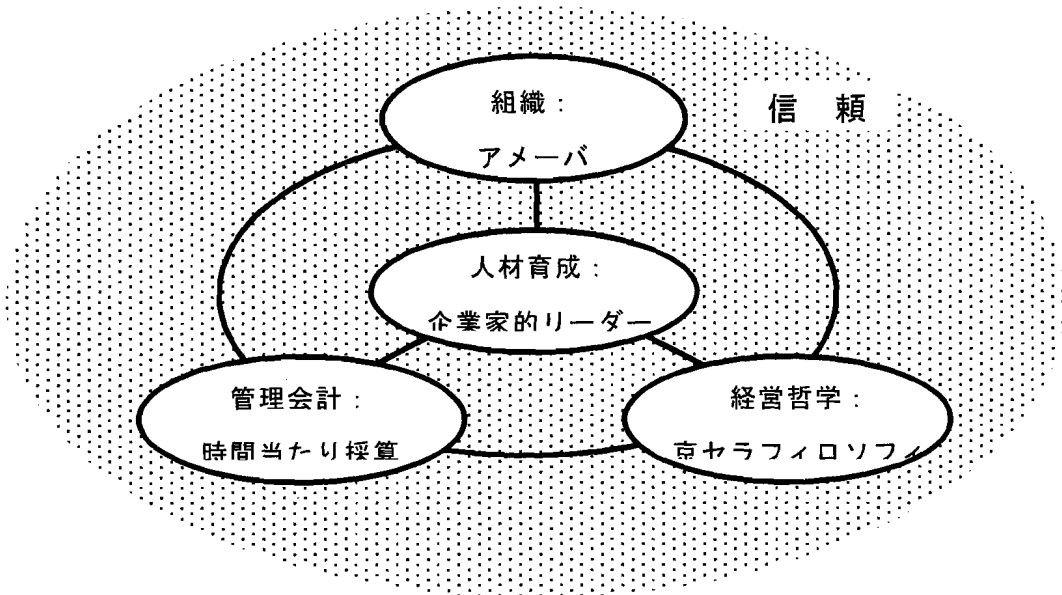 組織：
アメーバ
信　頼
人材育成：
企業家的リーダー
管理会計：
時間当たり採算
経営哲学：
京セラフィロソフィ